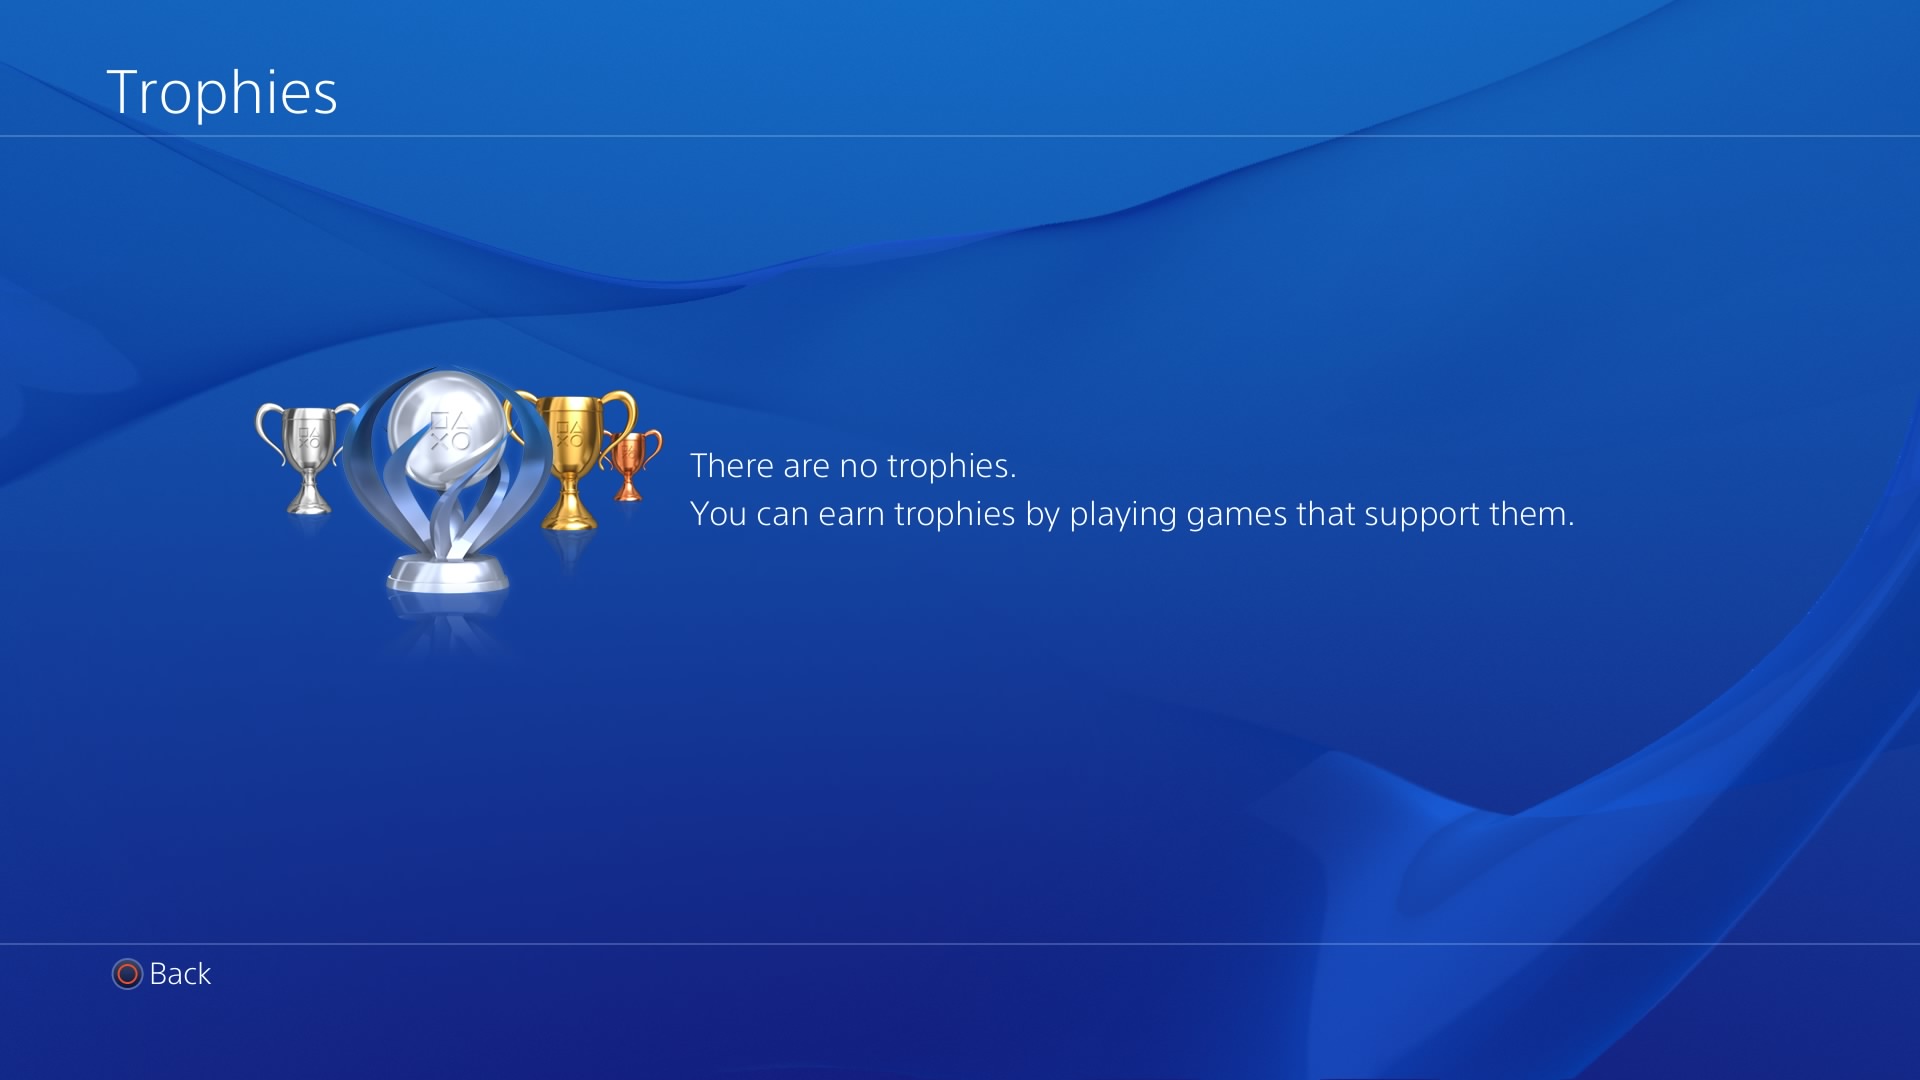 Trophies
There are no trophies.
You can earn trophies by playing games that support them.
Back